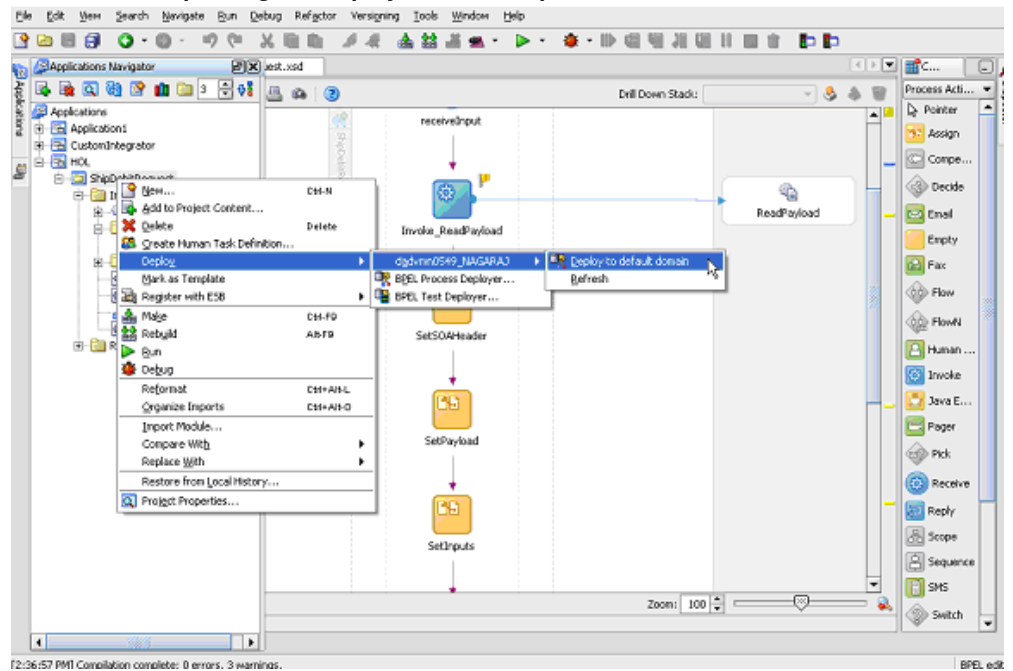 File Edit View Search Navigate Run Debug Refactor Versioning Tools Window Help
Applications Navigator
est.xsd
C...
3
Drill Down Stack:
Process Acti...
Applications
Applications
Application1
CustomIntegrator
HOL
ShipDebitRequest
New... Ctrl-N
Add to Project Content...
Delete Delete
Create Human Task Definition...
Deploy
Mark as Template
Register with ESB
Make Ctrl-F9
Rebuild Alt-F9
Run
Debug
Reformat Ctrl+Alt-L
Organize Imports Ctrl+Alt-O
Import Module...
Compare With
Replace With
Restore from Local History...
Project Properties...
BPEL Process Deployer...
BPEL Test Deployer...
Deploy to default domain
Refresh
receiveInput
Invoke_ReadPayload
ReadPayload
SetSOAHeader
SetPayload
SetInputs
Zoom: 100
Pointer
Assign
Compe...
Decide
Email
Empty
Fax
Flow
FlowN
Human ...
Invoke
Java E...
Pager
Pick
Receive
Reply
Scope
Sequence
SMS
Switch
[2:36:57 PM] Compilation complete: 0 errors, 3 warnings.
BPEL edit